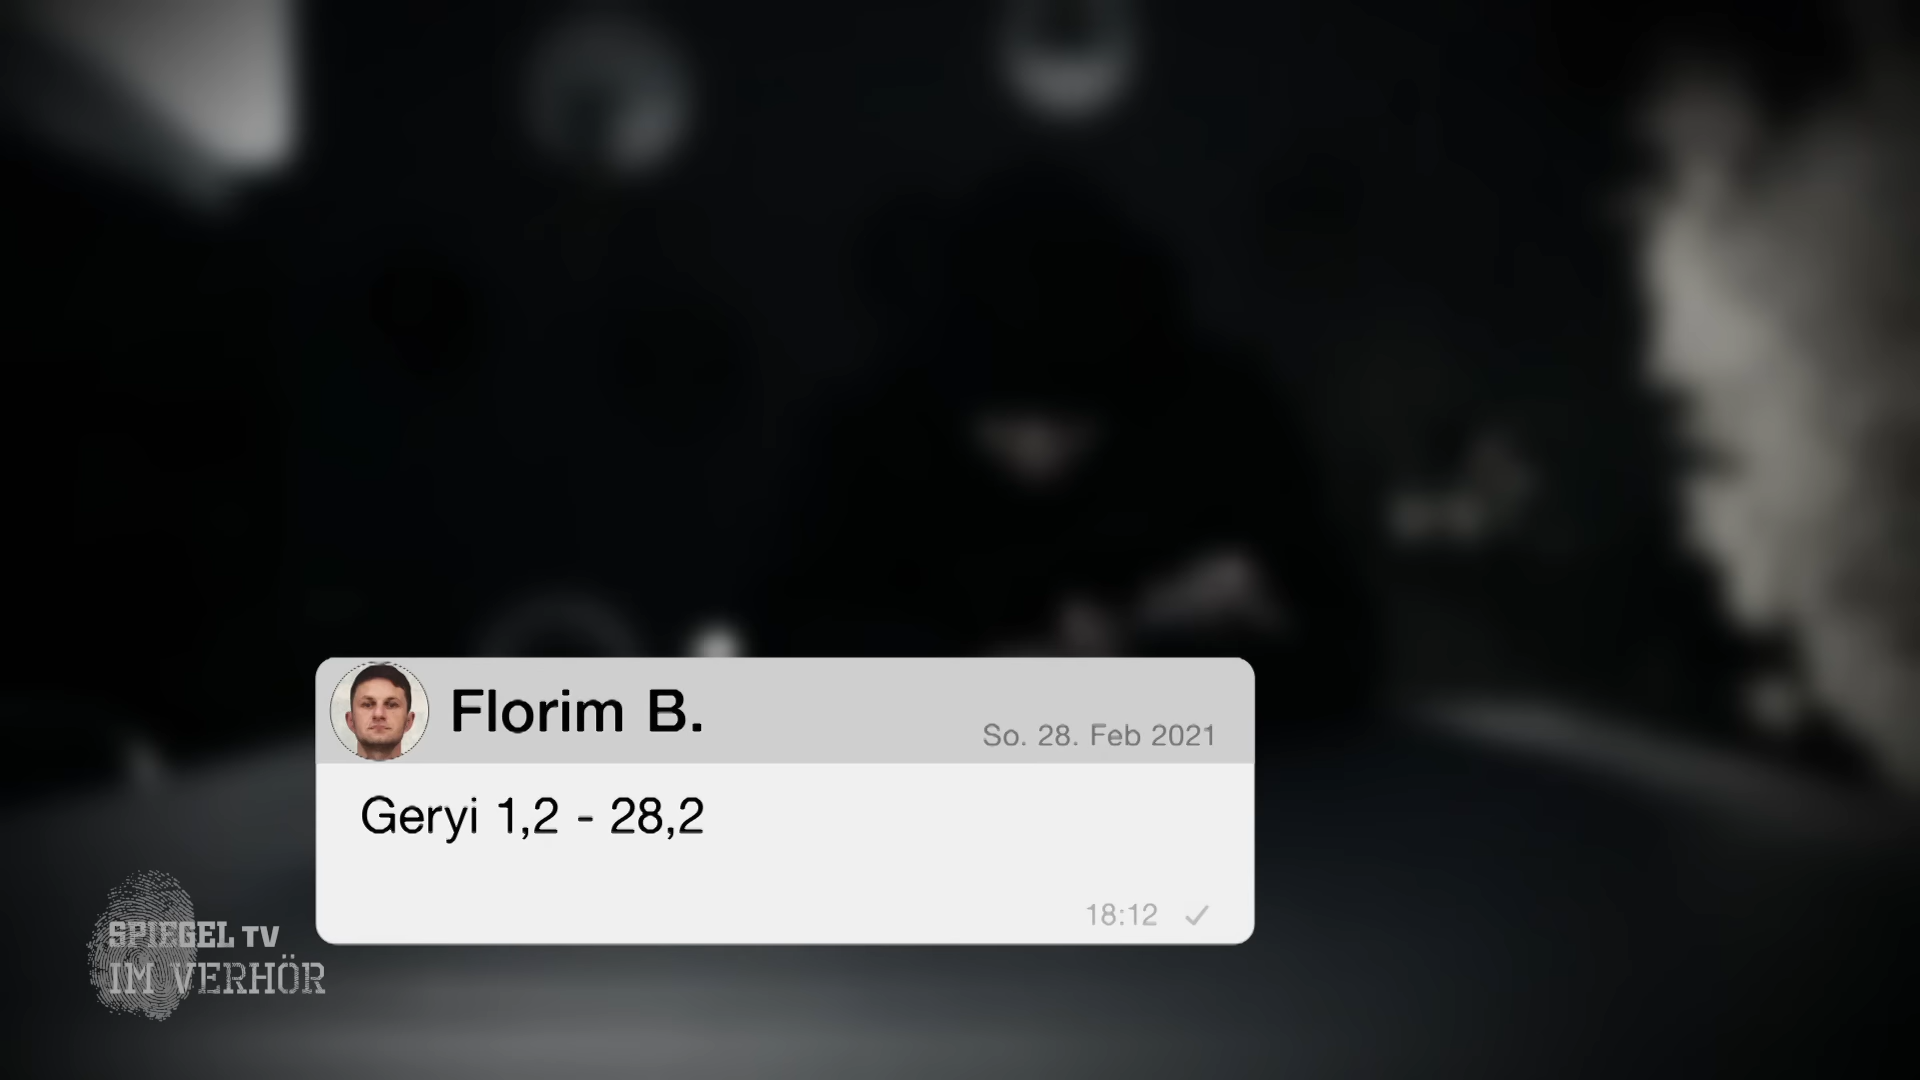 Florim B.
So. 28. Feb 2021
Geryi 1,2 - 28,2
18:12
SPIEGEL TV
IM VERHÖR